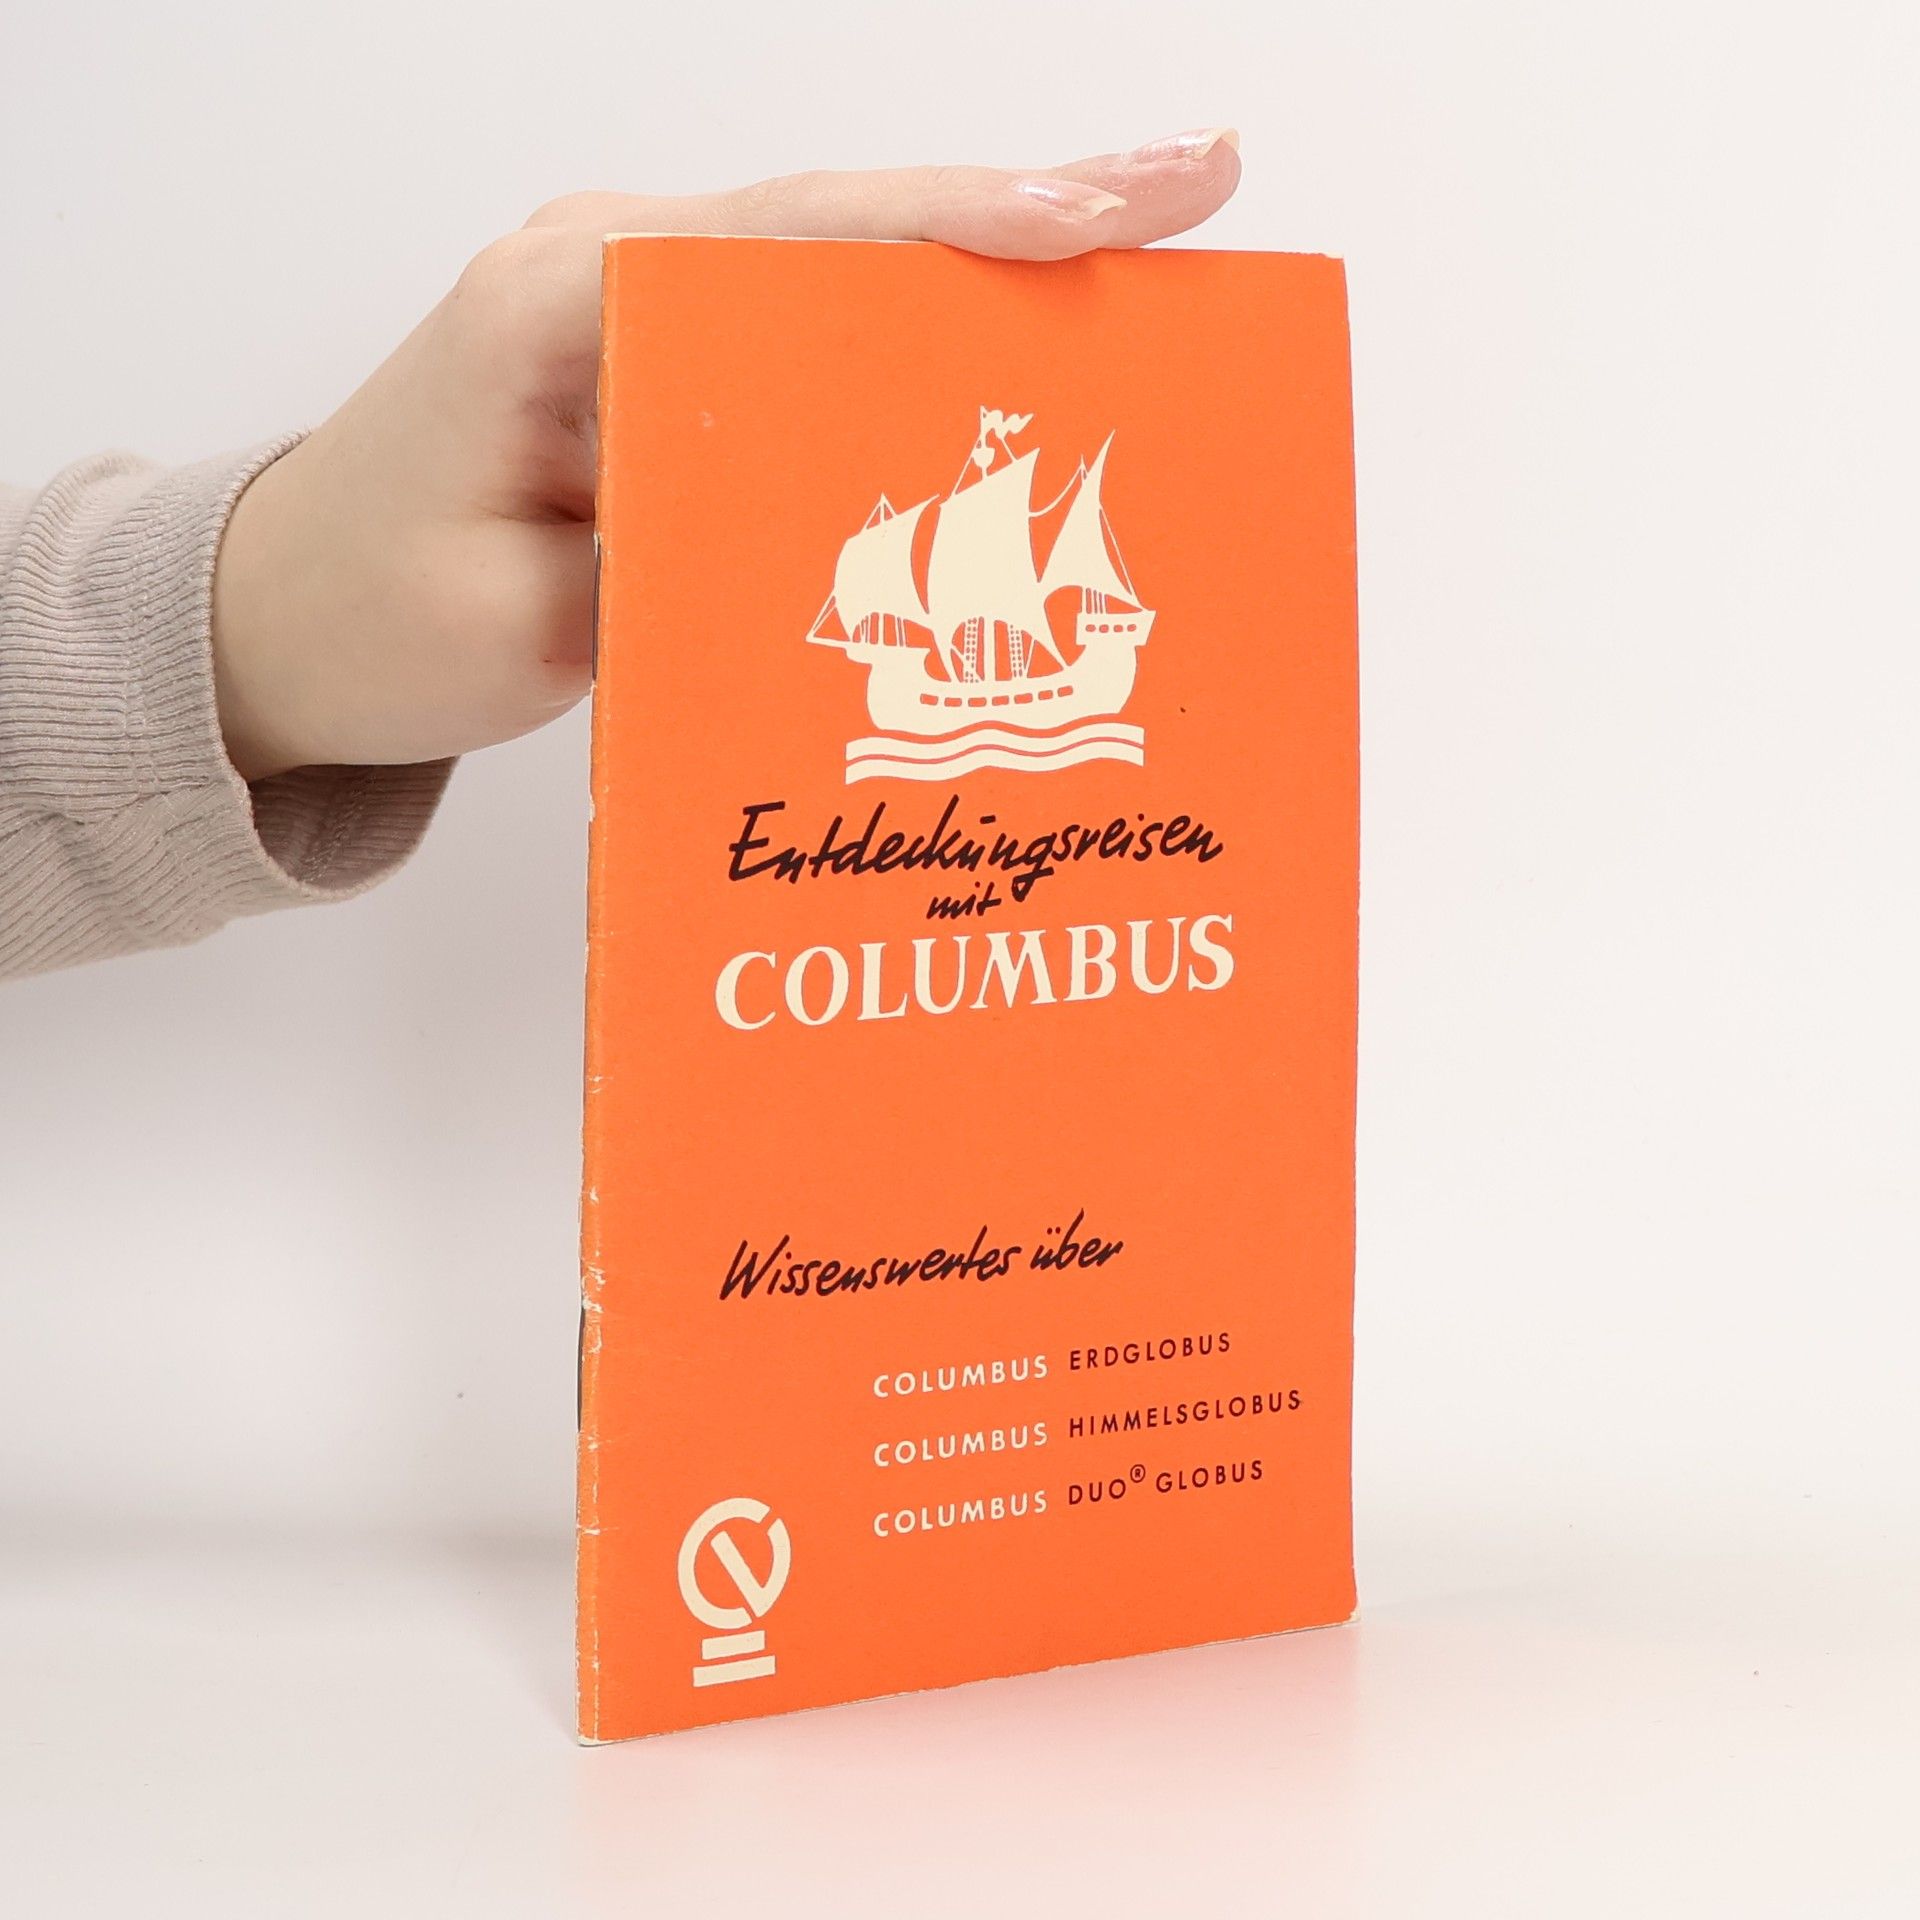 Entdeckungsreisen
mit
COLUMBUS
Wissenswertes über
COLUMBUS ERDGLOBUS
COLUMBUS HIMMELSGLOBUS
COLUMBUS DUO® GLOBUS